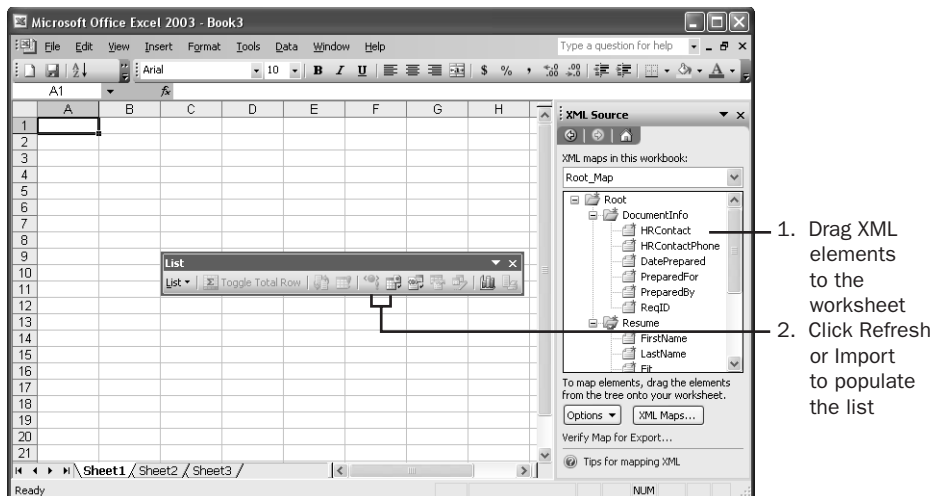 Microsoft Office Excel 2003 - Book3
File Edit View Insert Format Tools Data Window Help
Type a question for help
Arial 10 B I U $ % ,
A1 fx
A B C D E F G H
1
2
3
4
5
6
7
8
9
10
11
12
13
14
15
16
17
18
19
20
21
List
List Σ Toggle Total Row
XML Source
XML maps in this workbook:
Root_Map
Root
DocumentInfo
HRContact
HRContactPhone
DatePrepared
PreparedFor
PreparedBy
ReqID
Resume
FirstName
LastName
Fit
To map elements, drag the elements
from the tree onto your worksheet.
Options XML Maps...
Verify Map for Export...
Tips for mapping XML
Sheet1 / Sheet2 / Sheet3 /
Ready
NUM
1. Drag XML
elements
to the
worksheet
2. Click Refresh
or Import
to populate
the list